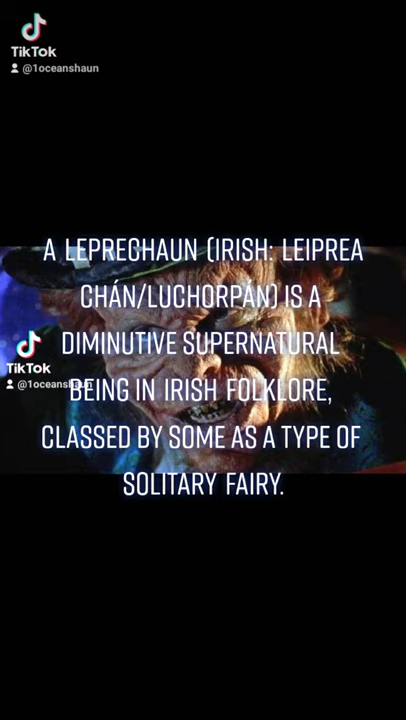 TikTok
@1oceanshaun
A LEPRECHAUN (IRISH: LEIPREA
CHÁN/LUCHORPÁN) IS A
DIMINUTIVE SUPERNATURAL
TikTok
@1oceanshaun
BEING IN IRISH FOLKLORE,
CLASSED BY SOME AS A TYPE OF
SOLITARY FAIRY.